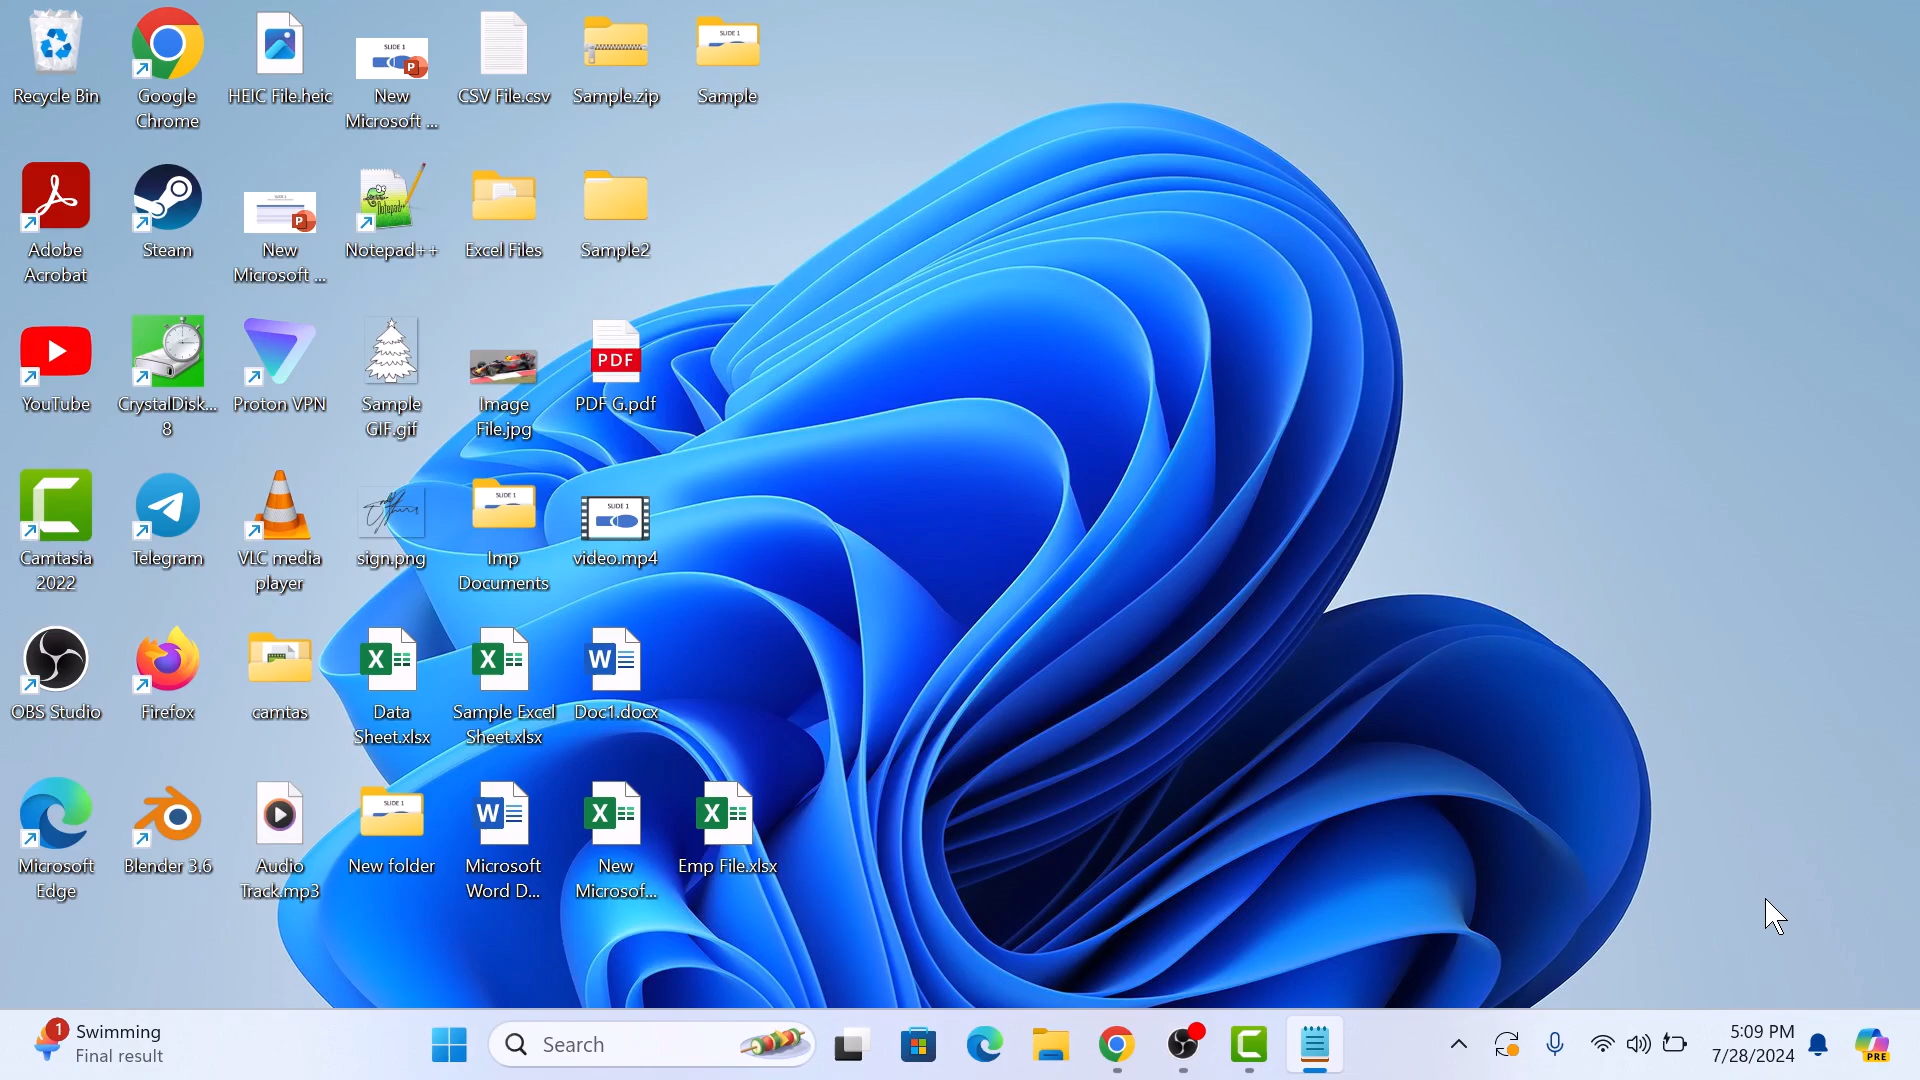 Recycle Bin
Google
Chrome
HEIC File.heic
SLIDE 1
P
New
Microsoft ...
CSV File.csv
Sample.zip
SLIDE 1
Sample
Adobe
Acrobat
Steam
P
New
Microsoft ...
Notepad++
Notepad++
Excel Files
Sample2
YouTube
CrystalDisk...
8
Proton VPN
Sample
GIF.gif
Image
File.jpg
PDF
PDF G.pdf
Camtasia
2022
Telegram
VLC media
player
sign.png
SLIDE 1
Imp
Documents
SLIDE 1
video.mp4
OBS Studio
Firefox
camtas
X
Data
Sheet.xlsx
X
Sample Excel
Sheet.xlsx
W
Doc1.docx
Microsoft
Edge
Blender 3.6
Audio
Track.mp3
SLIDE 1
New folder
W
Microsoft
Word D...
X
New
Microsof...
X
Emp File.xlsx
1
Swimming
Final result
Search
5:09 PM
7/28/2024
PRE